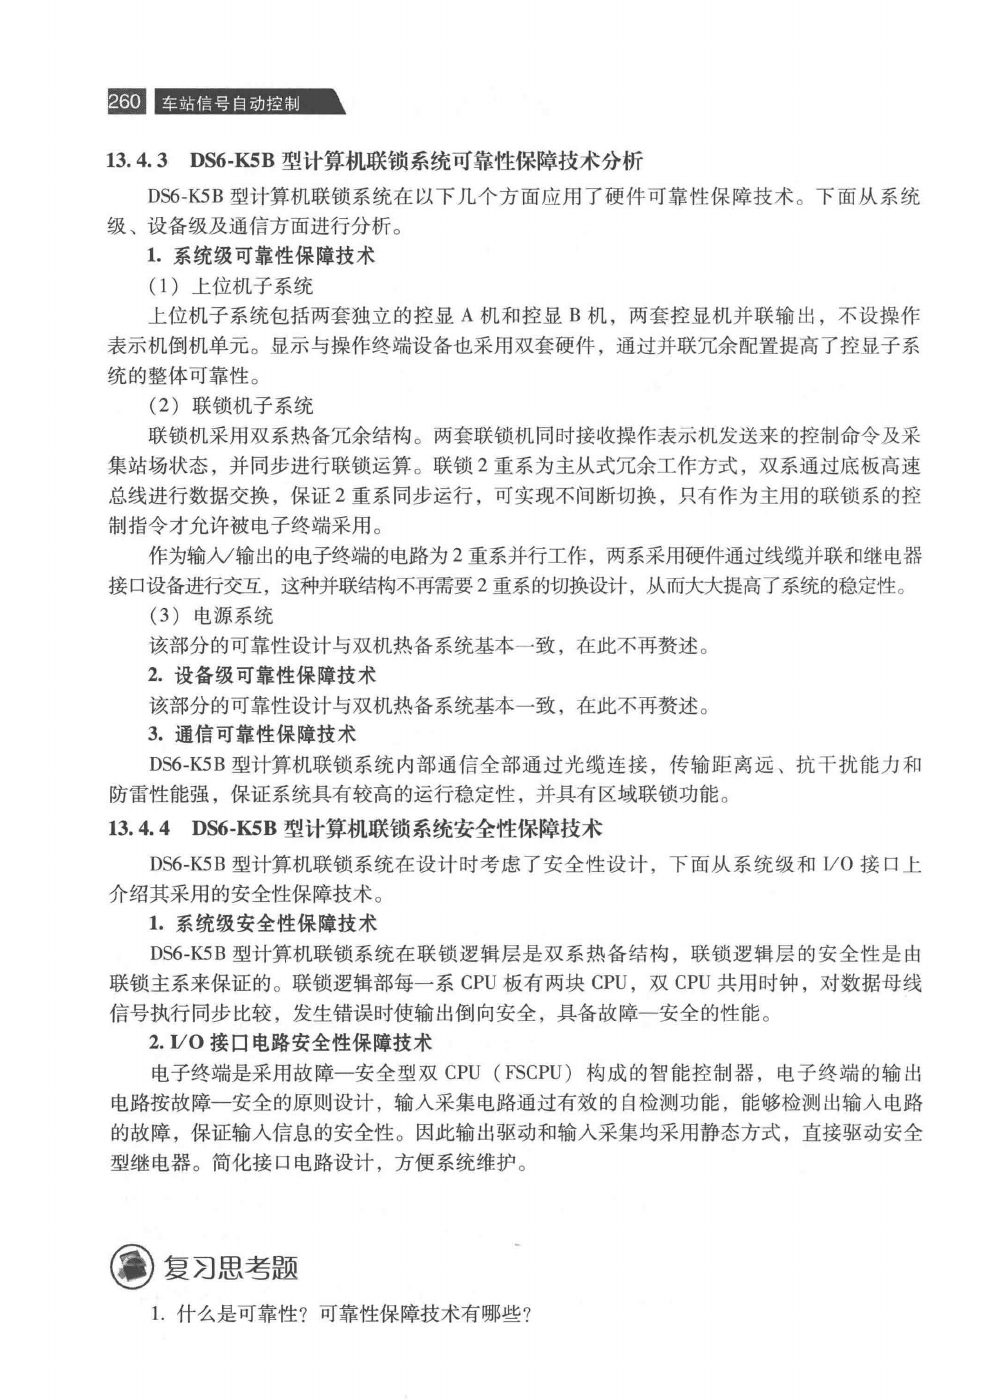 260 车站信号自动控制
13.4.3 DS6-K5B 型计算机联锁系统可靠性保障技术分析
DS6-K5B 型计算机联锁系统在以下几个方面应用了硬件可靠性保障技术。下面从系统
级、设备级及通信方面进行分析。
1. 系统级可靠性保障技术
(1) 上位机子系统
上位机子系统包括两套独立的控显 A 机和控显 B 机，两套控显机并联输出，不设操作
表示机倒机单元。显示与操作终端设备也采用双套硬件，通过并联冗余配置提高了控显子系
统的整体可靠性。
(2) 联锁机子系统
联锁机采用双系热备冗余结构。两套联锁机同时接收操作表示机发送来的控制命令及采
集站场状态，并同步进行联锁运算。联锁 2 重系为主从式冗余工作方式，双系通过底板高速
总线进行数据交换，保证 2 重系同步运行，可实现不间断切换，只有作为主用的联锁系的控
制指令才允许被电子终端采用。
作为输入/输出的电子终端的电路为 2 重系并行工作，两系采用硬件通过线缆并联和继电器
接口设备进行交互，这种并联结构不再需要 2 重系的切换设计，从而大大提高了系统的稳定性。
(3) 电源系统
该部分的可靠性设计与双机热备系统基本一致，在此不再赘述。
2. 设备级可靠性保障技术
该部分的可靠性设计与双机热备系统基本一致，在此不再赘述。
3. 通信可靠性保障技术
DS6-K5B 型计算机联锁系统内部通信全部通过光缆连接，传输距离远、抗干扰能力和
防雷性能强，保证系统具有较高的运行稳定性，并具有区域联锁功能。
13.4.4 DS6-K5B 型计算机联锁系统安全性保障技术
DS6-K5B 型计算机联锁系统在设计时考虑了安全性设计，下面从系统级和 I/O 接口上
介绍其采用的安全性保障技术。
1. 系统级安全性保障技术
DS6-K5B 型计算机联锁系统在联锁逻辑层是双系热备结构，联锁逻辑层的安全性是由
联锁主系来保证的。联锁逻辑部每一系 CPU 板有两块 CPU，双 CPU 共用时钟，对数据母线
信号执行同步比较，发生错误时使输出倒向安全，具备故障—安全的性能。
2. I/O 接口电路安全性保障技术
电子终端是采用故障—安全型双 CPU（FSCPU）构成的智能控制器，电子终端的输出
电路按故障—安全的原则设计，输入采集电路通过有效的自检测功能，能够检测出输入电路
的故障，保证输入信息的安全性。因此输出驱动和输入采集均采用静态方式，直接驱动安全
型继电器。简化接口电路设计，方便系统维护。
复习思考题
1. 什么是可靠性？可靠性保障技术有哪些？